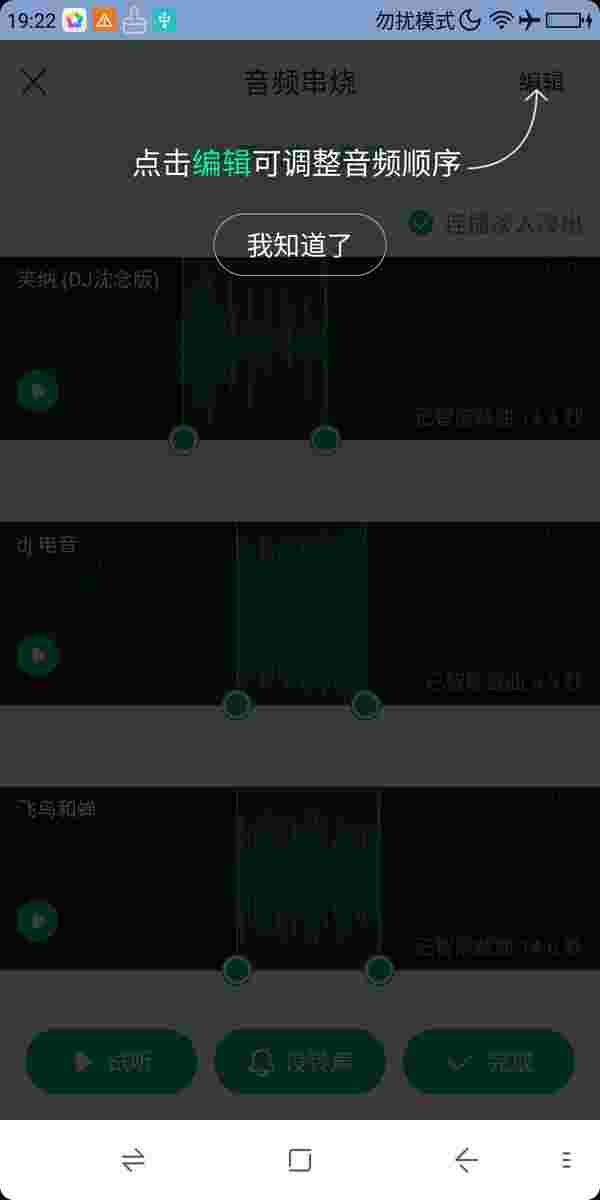 19:22
勿扰模式
音频串烧
编辑
点击编辑可调整音频顺序
我知道了
连播淡入淡出
笑纳 (DJ沈念版)
dj 电音
飞鸟和蝉
试听
设铃声
完成